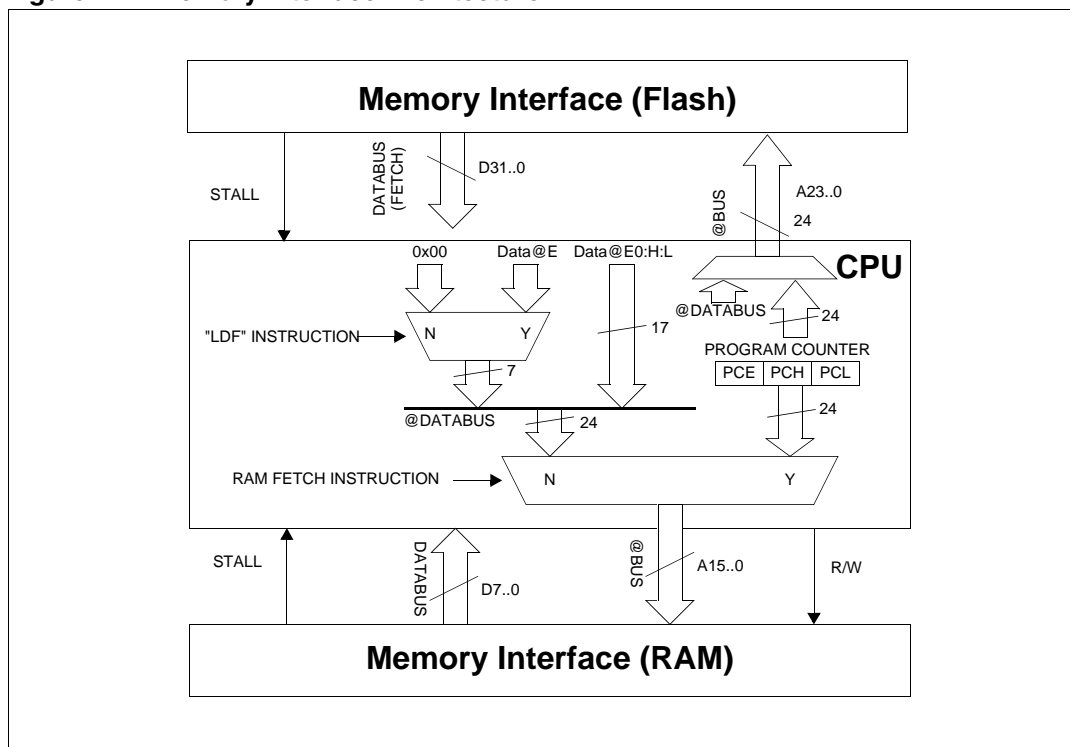 Memory Interface (Flash)
DATABUS
(FETCH)
D31..0
STALL
@BUS
A23..0
24
0x00
Data@E
Data@E0:H:L
CPU
@DATABUS
24
"LDF" INSTRUCTION
N
Y
17
PROGRAM COUNTER
PCE
PCH
PCL
7
@DATABUS
24
24
RAM FETCH INSTRUCTION
N
Y
STALL
DATABUS
D7..0
@BUS
A15..0
R/W
Memory Interface (RAM)